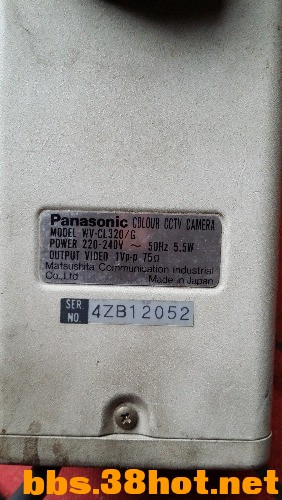 Panasonic COLOUR CCTV CAMERA
MODEL WV-CL320/G
POWER 220-240V ~ 50Hz 5.5W
OUTPUT VIDEO 1Vp-p 75Ω
Matsushita Communication Industrial
Co.,Ltd. Made in Japan
SER. NO. 4ZB12052
bbs.38hot.net